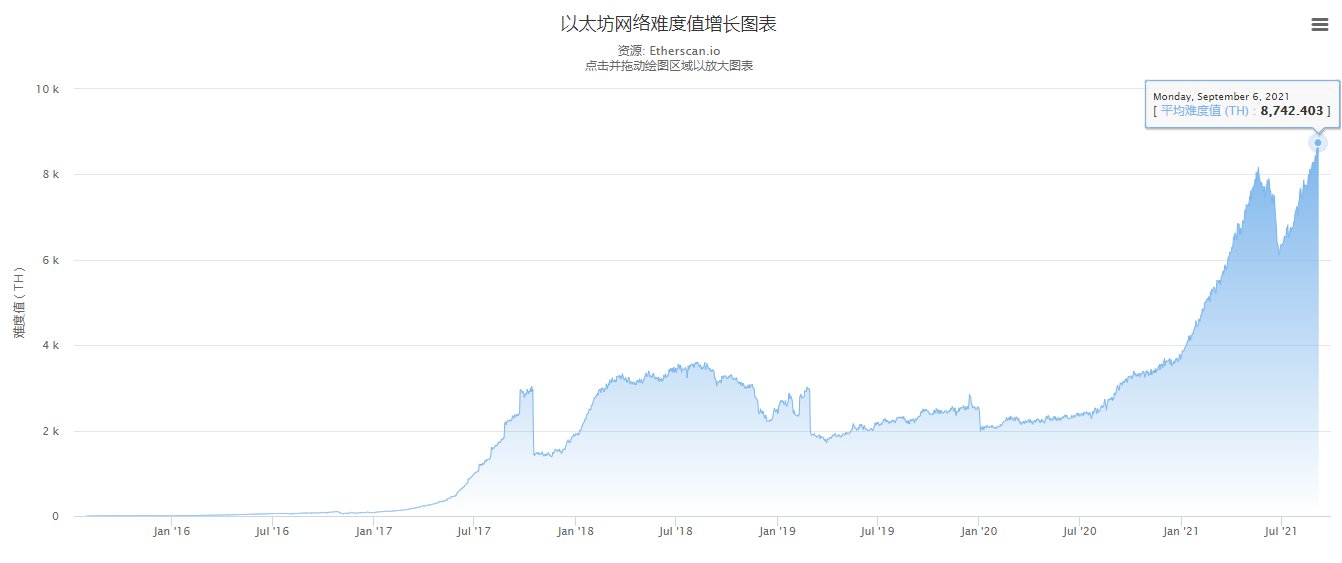 以太坊网络难度值增长图表
资源: Etherscan.io
点击并拖动绘图区域以放大图表
Monday, September 6, 2021
[ 平均难度值 (TH) : 8,742.403 ]
难度值 ( TH )
10 k
8 k
6 k
4 k
2 k
0
Jan '16 Jul '16 Jan '17 Jul '17 Jan '18 Jul '18 Jan '19 Jul '19 Jan '20 Jul '20 Jan '21 Jul '21